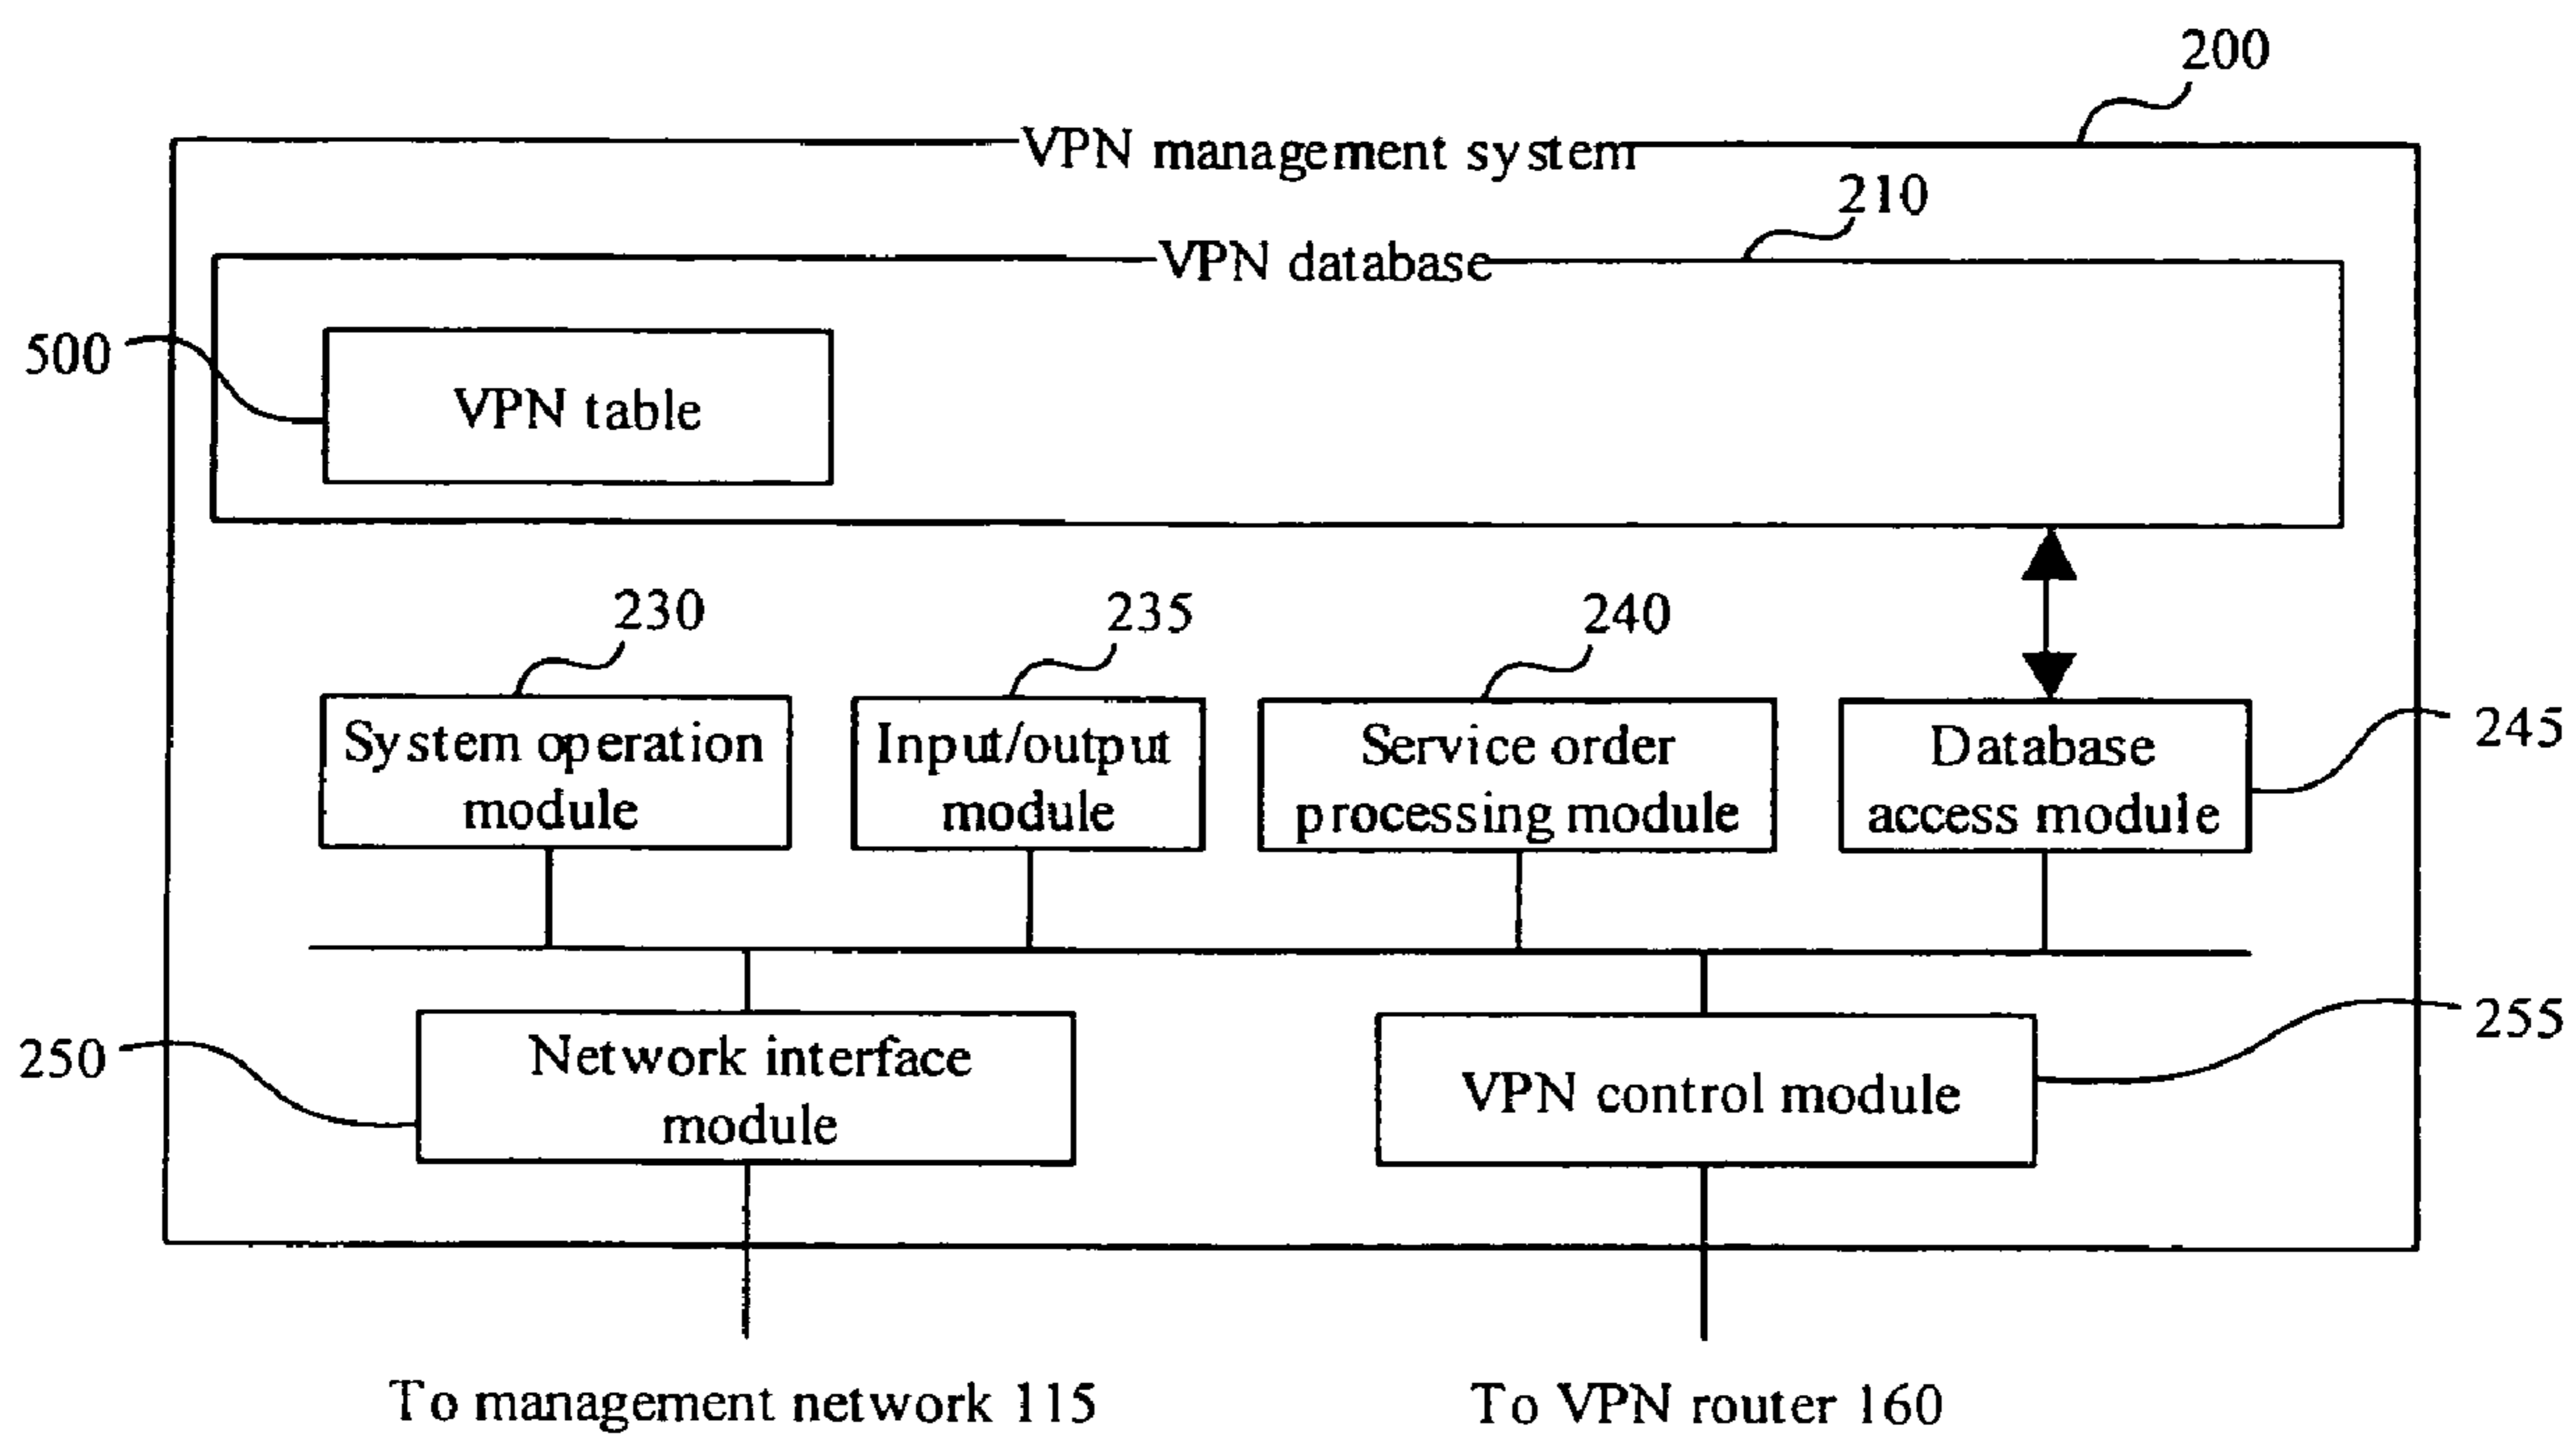 200
VPN management system
210
VPN database
500
VPN table
230
235
240
System operation
module
Input/output
module
Service order
processing module
Database
access module
245
250
Network interface
module
VPN control module
255
To management network 115
To VPN router 160